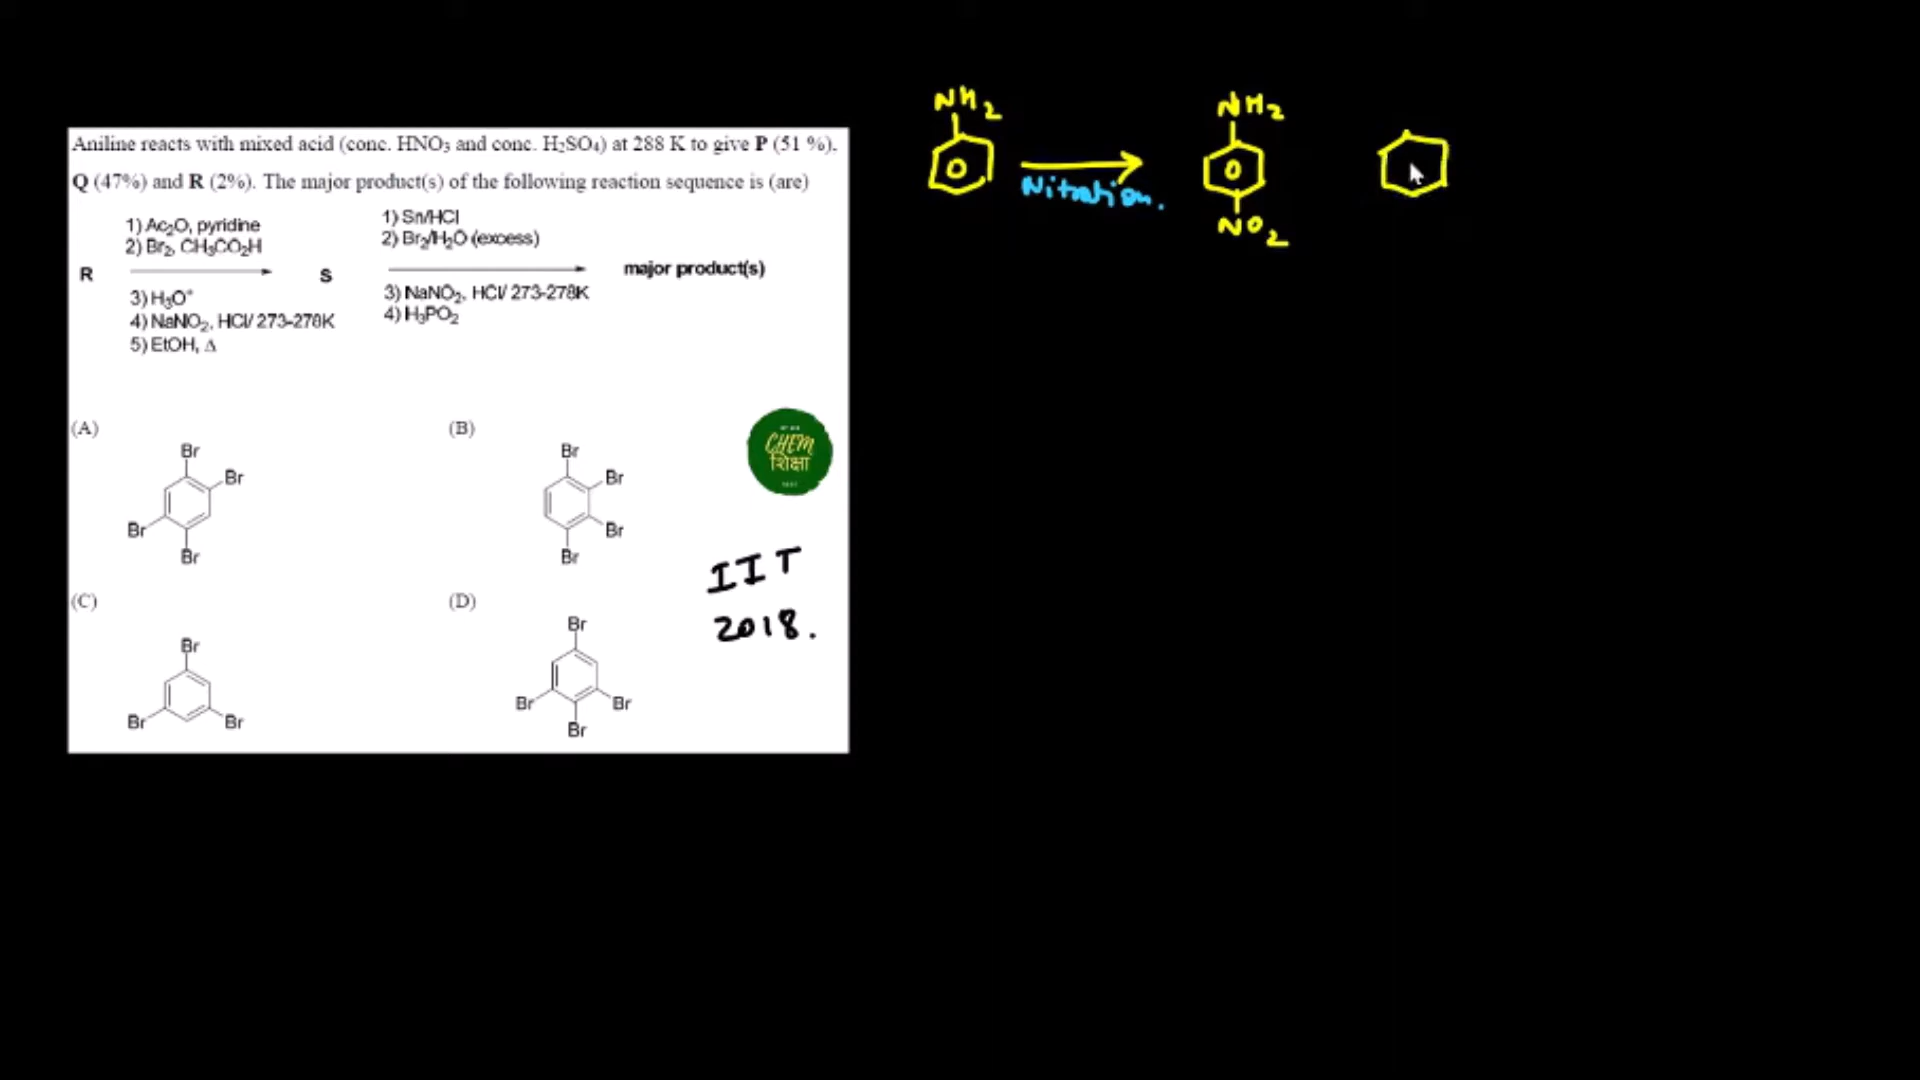 Aniline reacts with mixed acid (conc. HNO₃ and conc. H₂SO₄) at 288 K to give P (51 %),
Q (47%) and R (2%). The major product(s) of the following reaction sequence is (are)
1) Ac₂O, pyridine
2) Br₂, CH₃CO₂H
R
S
3) H₃O⁺
4) NaNO₂, HCl/ 273-278K
5) EtOH, Δ
1) Sn/HCl
2) Br₂/H₂O (excess)
major product(s)
3) NaNO₂, HCl/ 273-278K
4) H₃PO₂
(A)
Br
Br
Br
Br
(B)
Br
Br
Br
Br
CHEM
शिक्षा
(C)
Br
Br
Br
(D)
Br
Br
Br
Br
IIT
2018.
NH₂
Nitration.
NH₂
NO₂